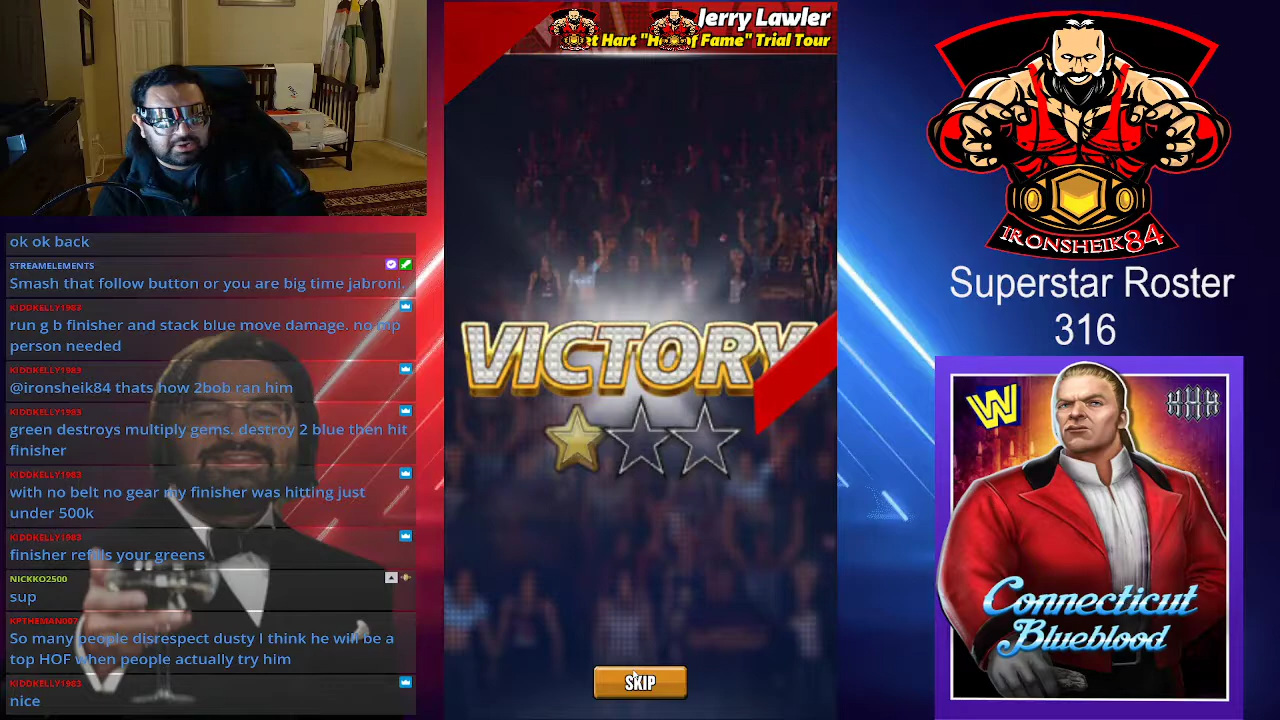 ok ok back
STREAMELEMENTS
Smash that follow button or you are big time jabroni.
KIDDKELLY1983
run g b finisher and stack blue move damage. no mp
person needed
KIDDKELLY1983
@ironsheik84 thats how 2bob ran him
KIDDKELLY1983
green destroys multiply gems. destroy 2 blue then hit
finisher
KIDDKELLY1983
with no belt no gear my finisher was hitting just
under 500k
KIDDKELLY1983
finisher refills your greens
NICKKO2500
sup
KPTHEMAN007
So many people disrespect dusty I think he will be a
top HOF when people actually try him
KIDDKELLY1983
nice
Jerry Lawler
Hart "H of Fame" Trial Tour
VICTORY
SKIP
IRONSHEIK84
Superstar Roster
316
W
HHH
Connecticut
Blueblood